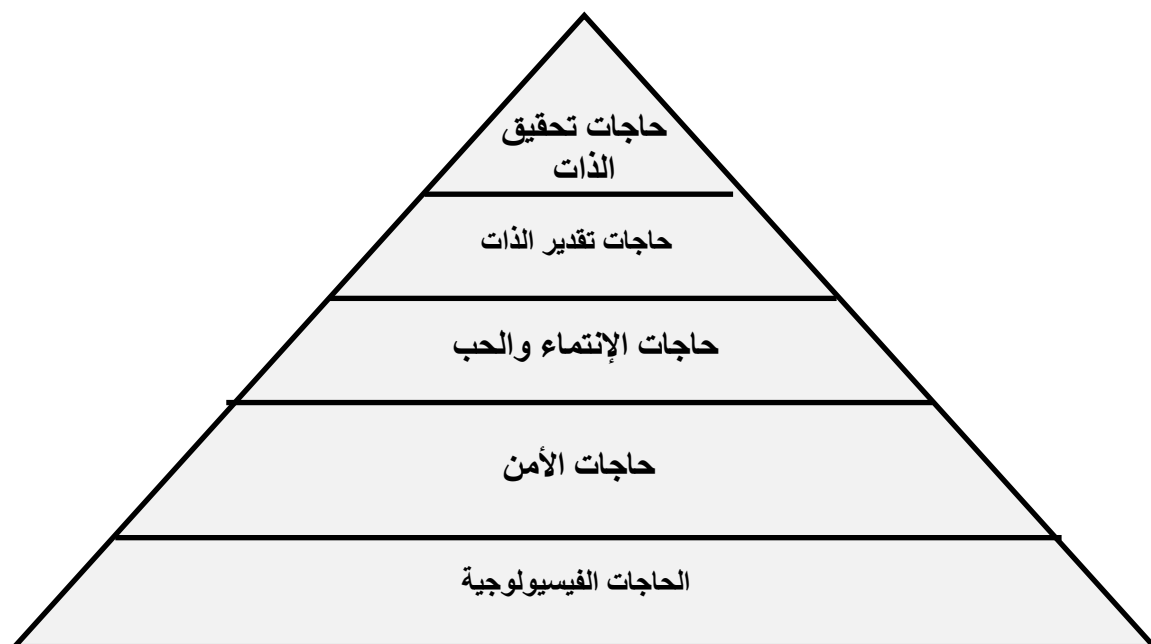 حاجات تحقيق
الذات
حاجات تقدير الذات
حاجات الإنتماء والحب
حاجات الأمن
الحاجات الفيسيولوجية